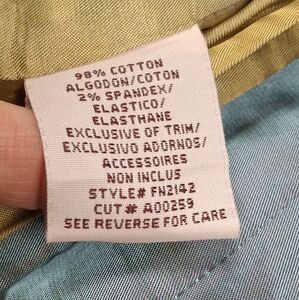 98% COTTON
ALGODON/COTON
2% SPANDEX/
ELASTICO/
ELASTHANE
EXCLUSIVE OF TRIM/
EXCLUSIVO ADORNOS/
ACCESSOIRES
NON INCLUS
STYLE# FN2142
CUT# A00259
SEE REVERSE FOR CARE